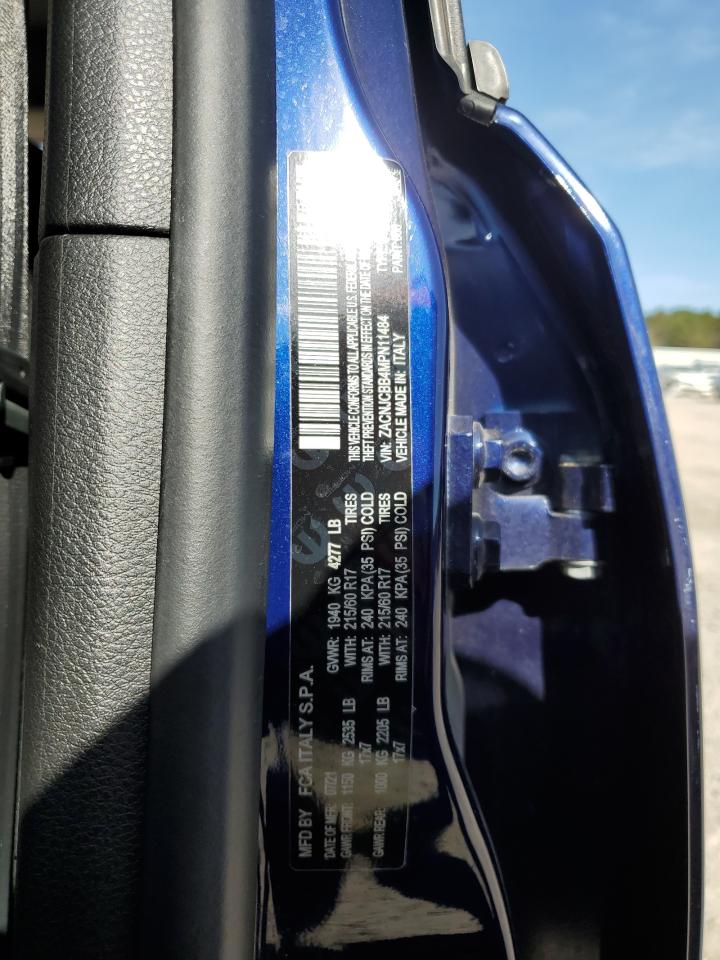 MFD BY FCA ITALY S.P.A.
DATE OF MFR: 07/21 GVWR: 1940 KG 4277 LB
GAWR FRONT: 1150 KG 2535 LB WITH: 215/60 R17 TIRES
17x7 RIMS AT: 240 KPA(35 PSI) COLD
GAWR REAR: 1000 KG 2205 LB WITH: 215/60 R17 TIRES
17x7 RIMS AT: 240 KPA(35 PSI) COLD
THIS VEHICLE CONFORMS TO ALL APPLICABLE U.S. FEDERAL
THEFT PREVENTION STANDARDS IN EFFECT ON THE DATE OF
VIN: ZACNJCBB4MPN11484
VEHICLE MADE IN: ITALY PAINT: